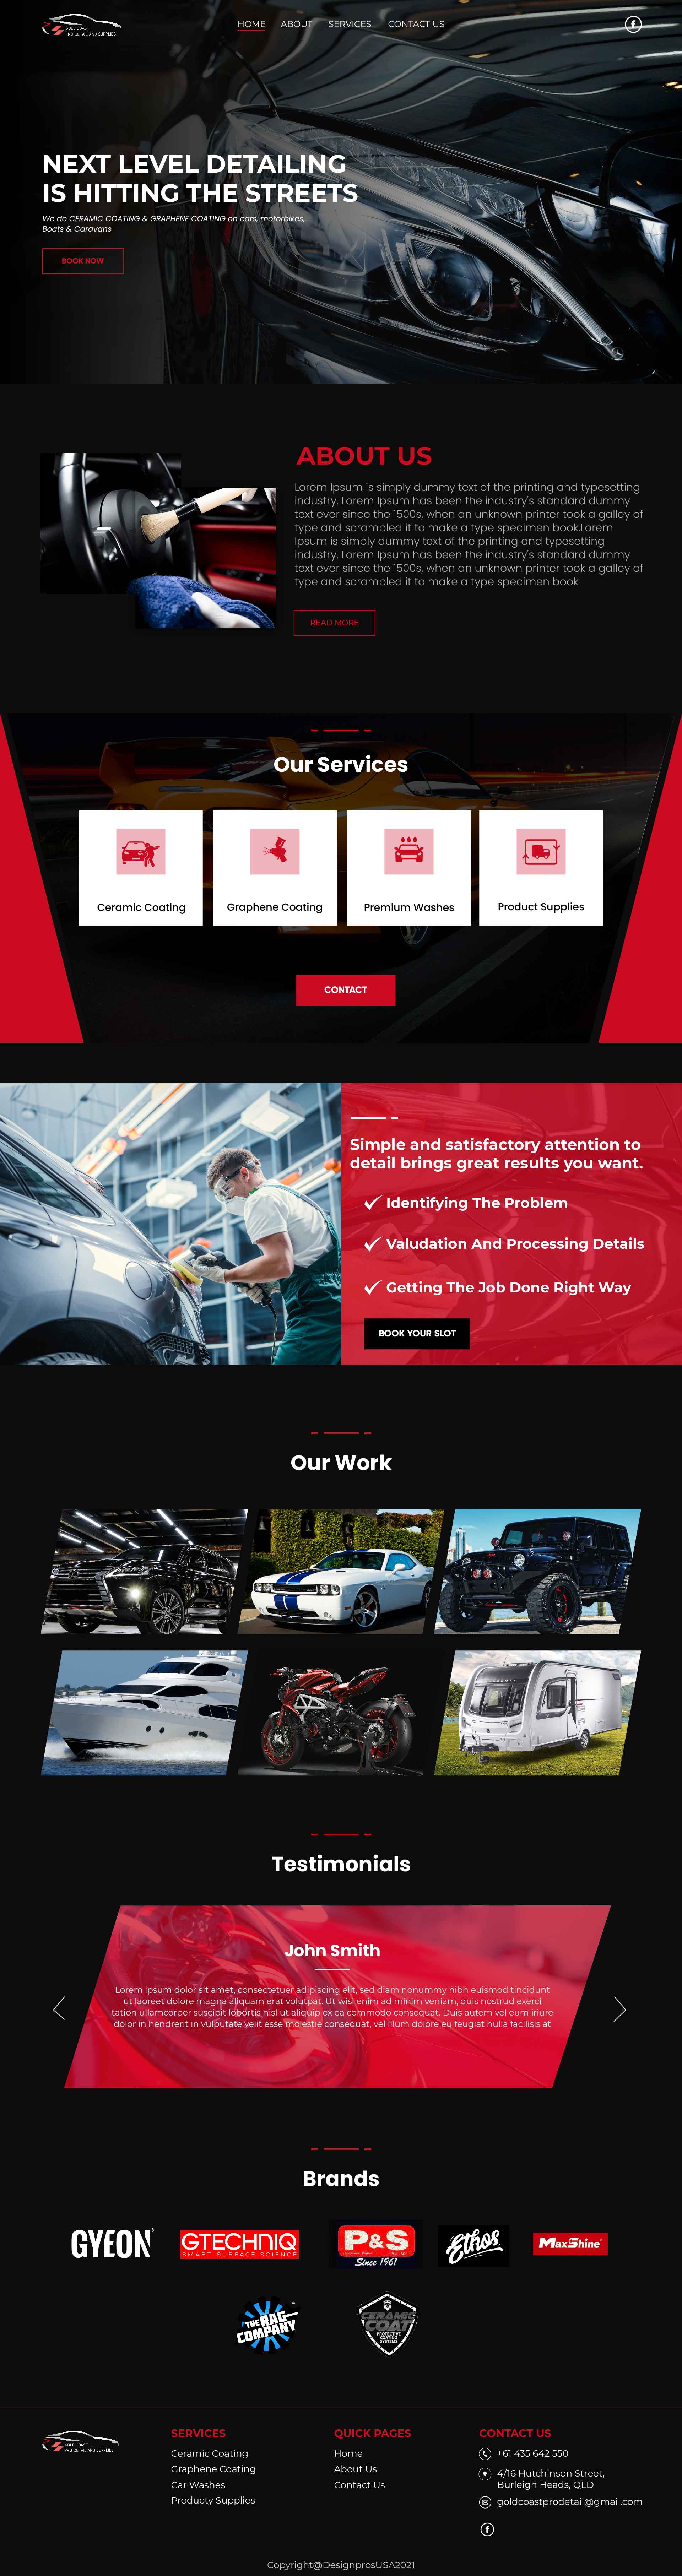 GOLD COAST
PRO DETAIL AND SUPPLIES
HOME ABOUT SERVICES CONTACT US
NEXT LEVEL DETAILING
IS HITTING THE STREETS
We do CERAMIC COATING & GRAPHENE COATING on cars, motorbikes,
Boats & Caravans
BOOK NOW
ABOUT US
Lorem Ipsum is simply dummy text of the printing and typesetting
industry. Lorem Ipsum has been the industry's standard dummy
text ever since the 1500s, when an unknown printer took a galley of
type and scrambled it to make a type specimen book.Lorem
Ipsum is simply dummy text of the printing and typesetting
industry. Lorem Ipsum has been the industry's standard dummy
text ever since the 1500s, when an unknown printer took a galley of
type and scrambled it to make a type specimen book
READ MORE
Our Services
Ceramic Coating
Graphene Coating
Premium Washes
Product Supplies
CONTACT
Simple and satisfactory attention to
detail brings great results you want.
Identifying The Problem
Valudation And Processing Details
Getting The Job Done Right Way
BOOK YOUR SLOT
Our Work
Testimonials
John Smith
Lorem ipsum dolor sit amet, consectetuer adipiscing elit, sed diam nonummy nibh euismod tincidunt
ut laoreet dolore magna aliquam erat volutpat. Ut wisi enim ad minim veniam, quis nostrud exerci
tation ullamcorper suscipit lobortis nisl ut aliquip ex ea commodo consequat. Duis autem vel eum iriure
dolor in hendrerit in vulputate velit esse molestie consequat, vel illum dolore eu feugiat nulla facilisis at
Brands
GYEON®
GTECHNIQ
SMART SURFACE SCIENCE
P&S
Since 1961
Ethos
MaxShine®
THE RAG
COMPANY
CERAMIC
COAT
PROTECTIVE
COATING
SYSTEMS
GOLD COAST
PRO DETAIL AND SUPPLIES
SERVICES
Ceramic Coating
Graphene Coating
Car Washes
Producty Supplies
QUICK PAGES
Home
About Us
Contact Us
CONTACT US
+61 435 642 550
4/16 Hutchinson Street,
Burleigh Heads, QLD
goldcoastprodetail@gmail.com
Copyright@DesignprosUSA2021